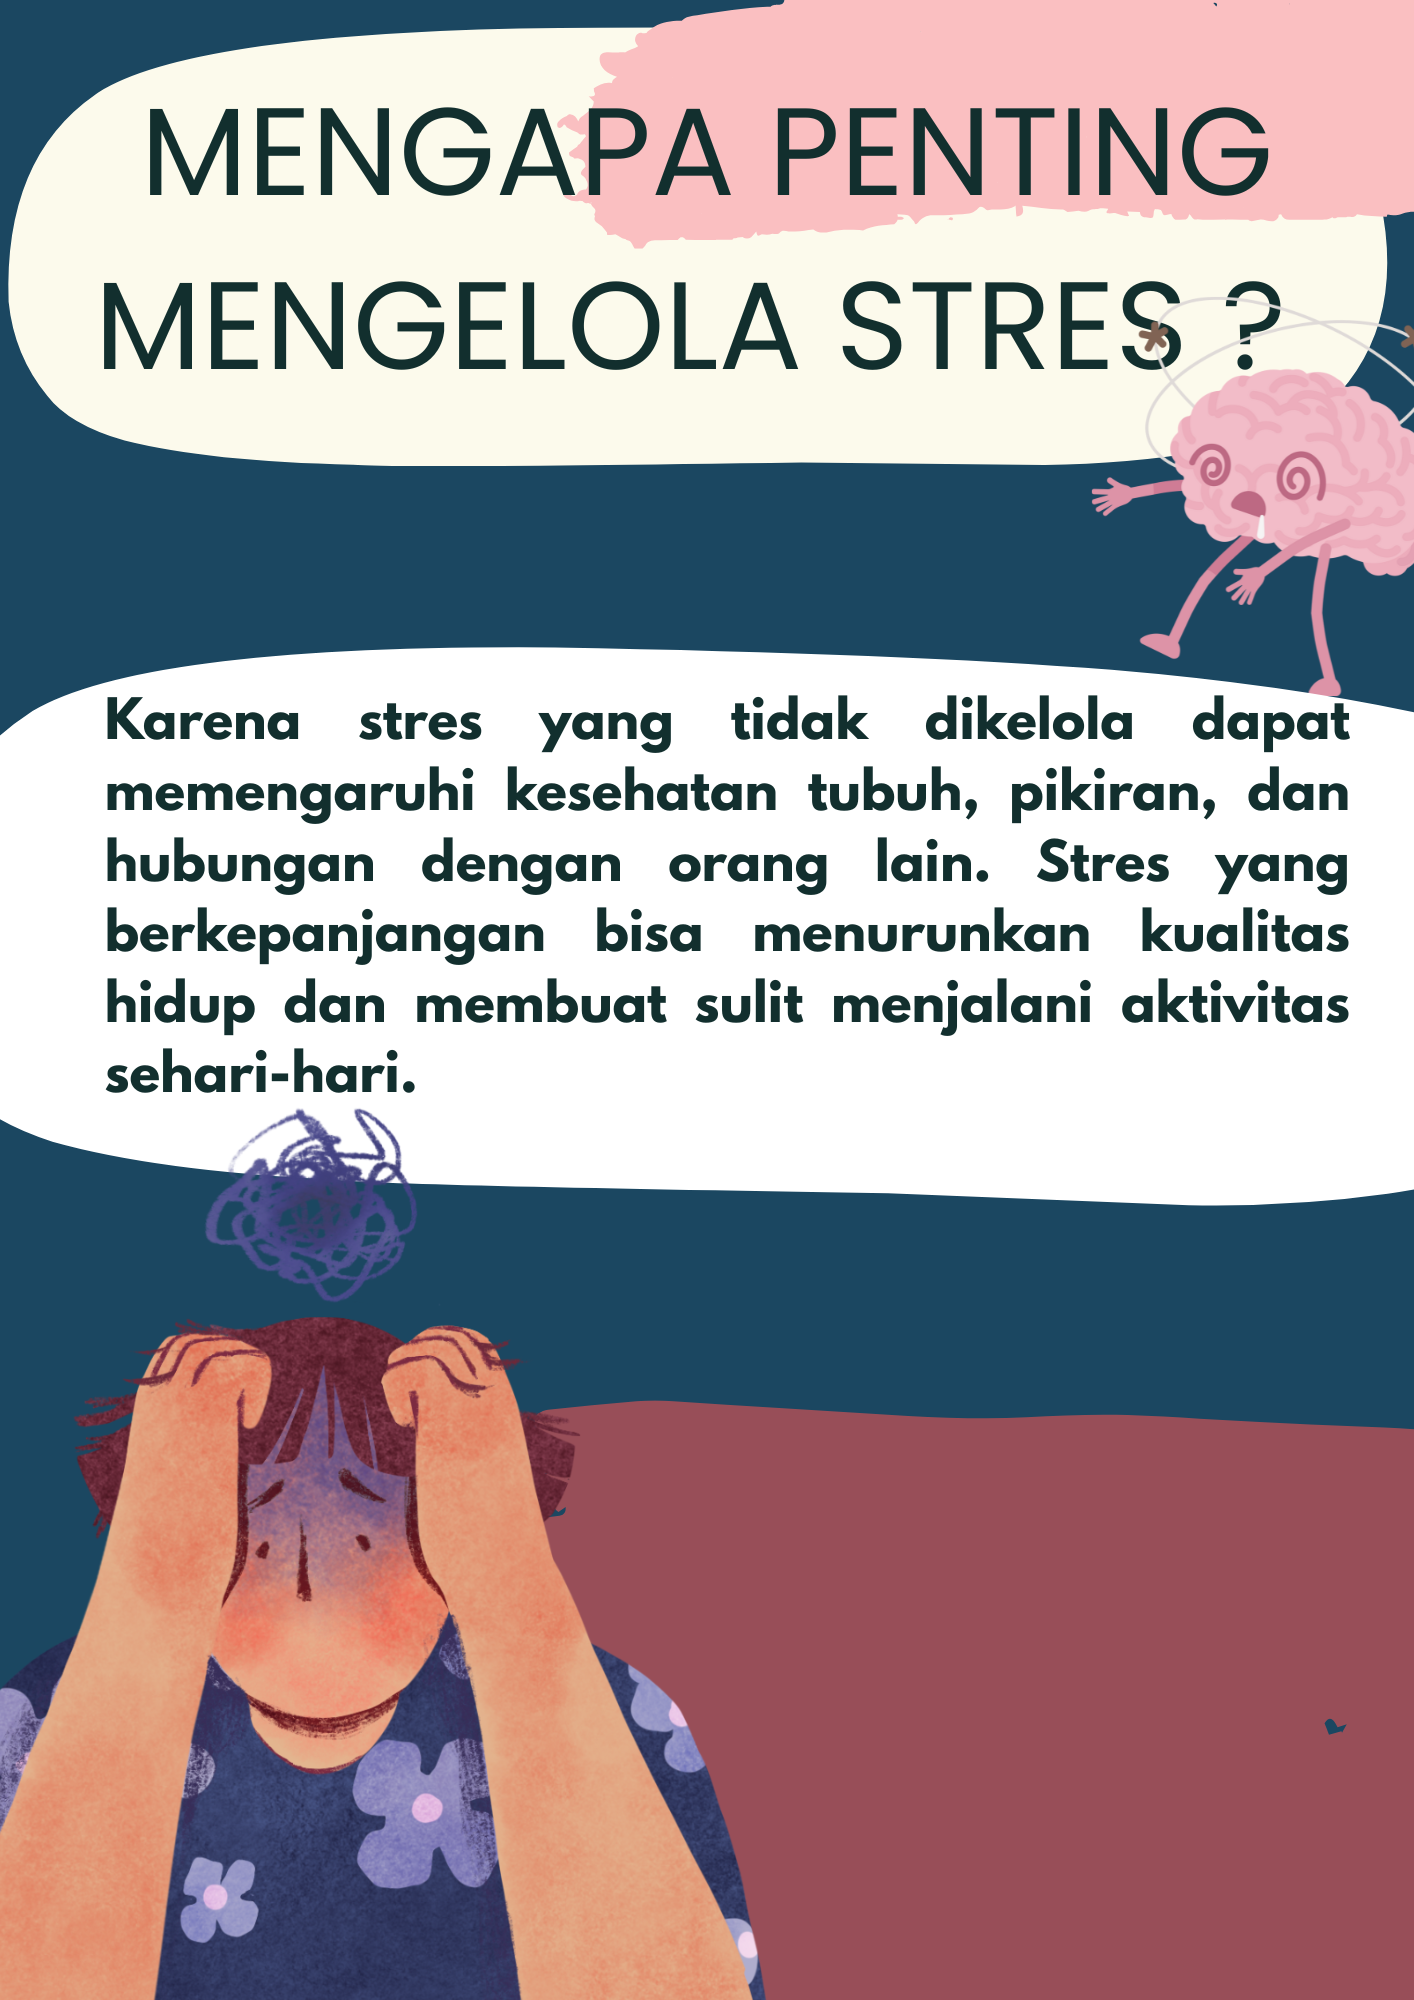 MENGAPA PENTING
MENGELOLA STRES ?
Karena stres yang tidak dikelola dapat
memengaruhi kesehatan tubuh, pikiran, dan
hubungan dengan orang lain. Stres yang
berkepanjangan bisa menurunkan kualitas
hidup dan membuat sulit menjalani aktivitas
sehari-hari.